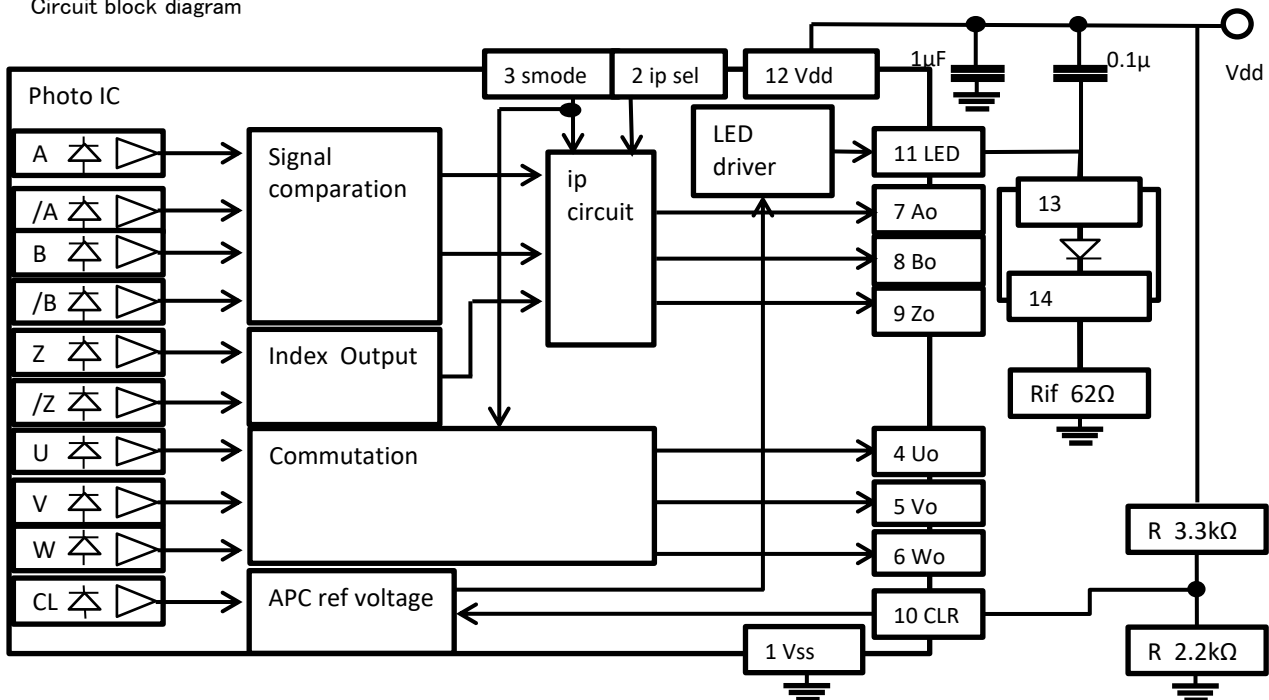 Circuit block diagram
3 smode
2 ip sel
12 Vdd
1μF
0.1μ
Vdd
Photo IC
A
/A
B
/B
Z
/Z
U
V
W
CL
Signal
comparation
ip
circuit
LED
driver
11 LED
7 Ao
8 Bo
9 Zo
13
14
Rif 62Ω
Index Output
Commutation
4 Uo
5 Vo
6 Wo
APC ref voltage
10 CLR
1 Vss
R 3.3kΩ
R 2.2kΩ